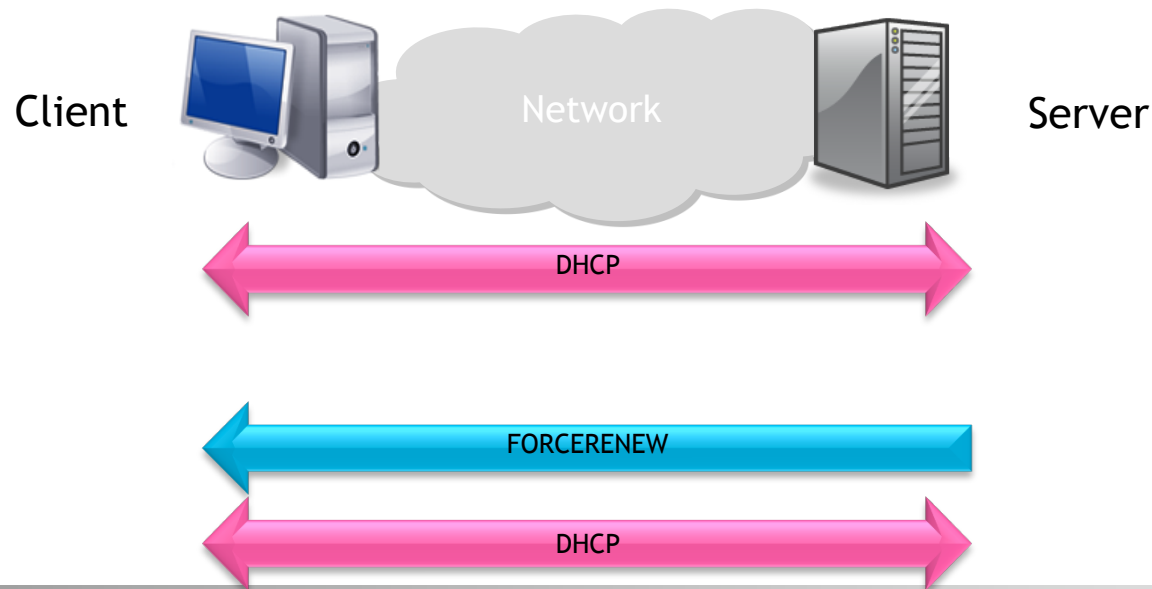 Client
Network
Server
DHCP
FORCERENEW
DHCP